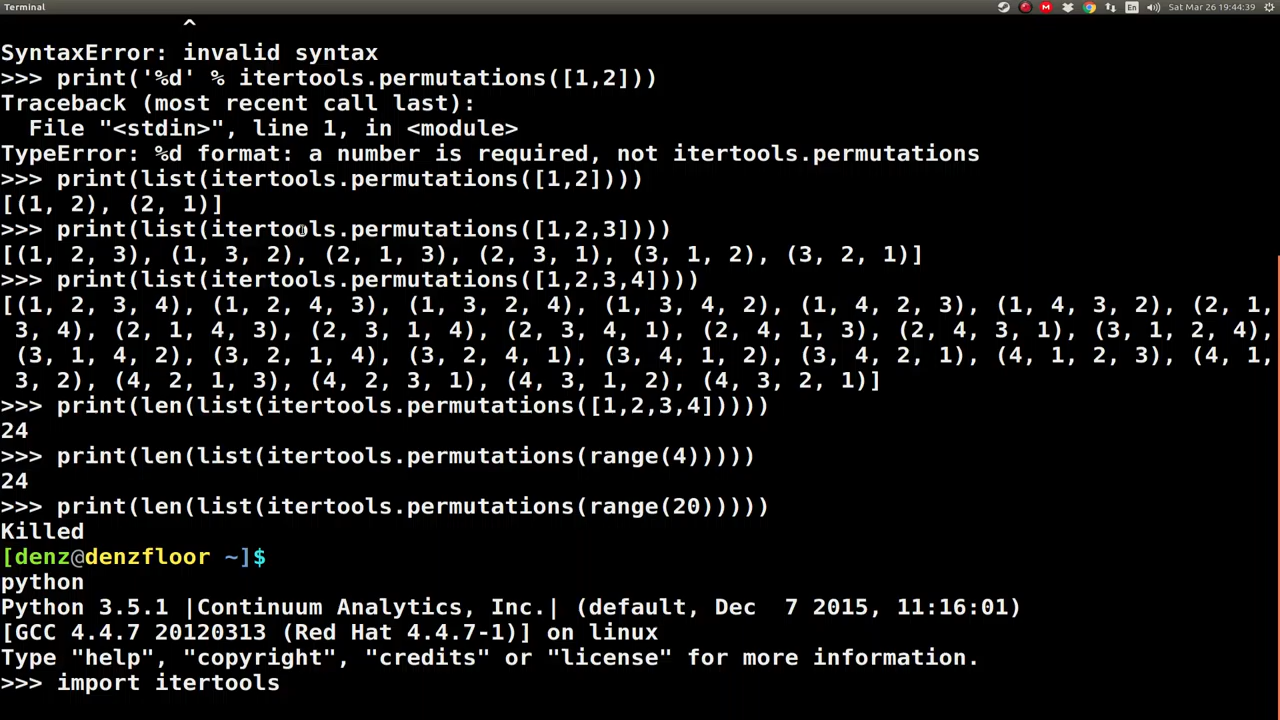 Terminal
En
Sat Mar 26 19:44:39
^
SyntaxError: invalid syntax
>>> print('%d' % itertools.permutations([1,2]))
Traceback (most recent call last):
  File "<stdin>", line 1, in <module>
TypeError: %d format: a number is required, not itertools.permutations
>>> print(list(itertools.permutations([1,2])))
[(1, 2), (2, 1)]
>>> print(list(itertools.permutations([1,2,3])))
[(1, 2, 3), (1, 3, 2), (2, 1, 3), (2, 3, 1), (3, 1, 2), (3, 2, 1)]
>>> print(list(itertools.permutations([1,2,3,4])))
[(1, 2, 3, 4), (1, 2, 4, 3), (1, 3, 2, 4), (1, 3, 4, 2), (1, 4, 2, 3), (1, 4, 3, 2), (2, 1,
 3, 4), (2, 1, 4, 3), (2, 3, 1, 4), (2, 3, 4, 1), (2, 4, 1, 3), (2, 4, 3, 1), (3, 1, 2, 4),
 (3, 1, 4, 2), (3, 2, 1, 4), (3, 2, 4, 1), (3, 4, 1, 2), (3, 4, 2, 1), (4, 1, 2, 3), (4, 1,
 3, 2), (4, 2, 1, 3), (4, 2, 3, 1), (4, 3, 1, 2), (4, 3, 2, 1)]
>>> print(len(list(itertools.permutations([1,2,3,4]))))
24
>>> print(len(list(itertools.permutations(range(4)))))
24
>>> print(len(list(itertools.permutations(range(20)))))
Killed
[denz@denzfloor ~]$
python
Python 3.5.1 |Continuum Analytics, Inc.| (default, Dec  7 2015, 11:16:01)
[GCC 4.4.7 20120313 (Red Hat 4.4.7-1)] on linux
Type "help", "copyright", "credits" or "license" for more information.
>>> import itertools